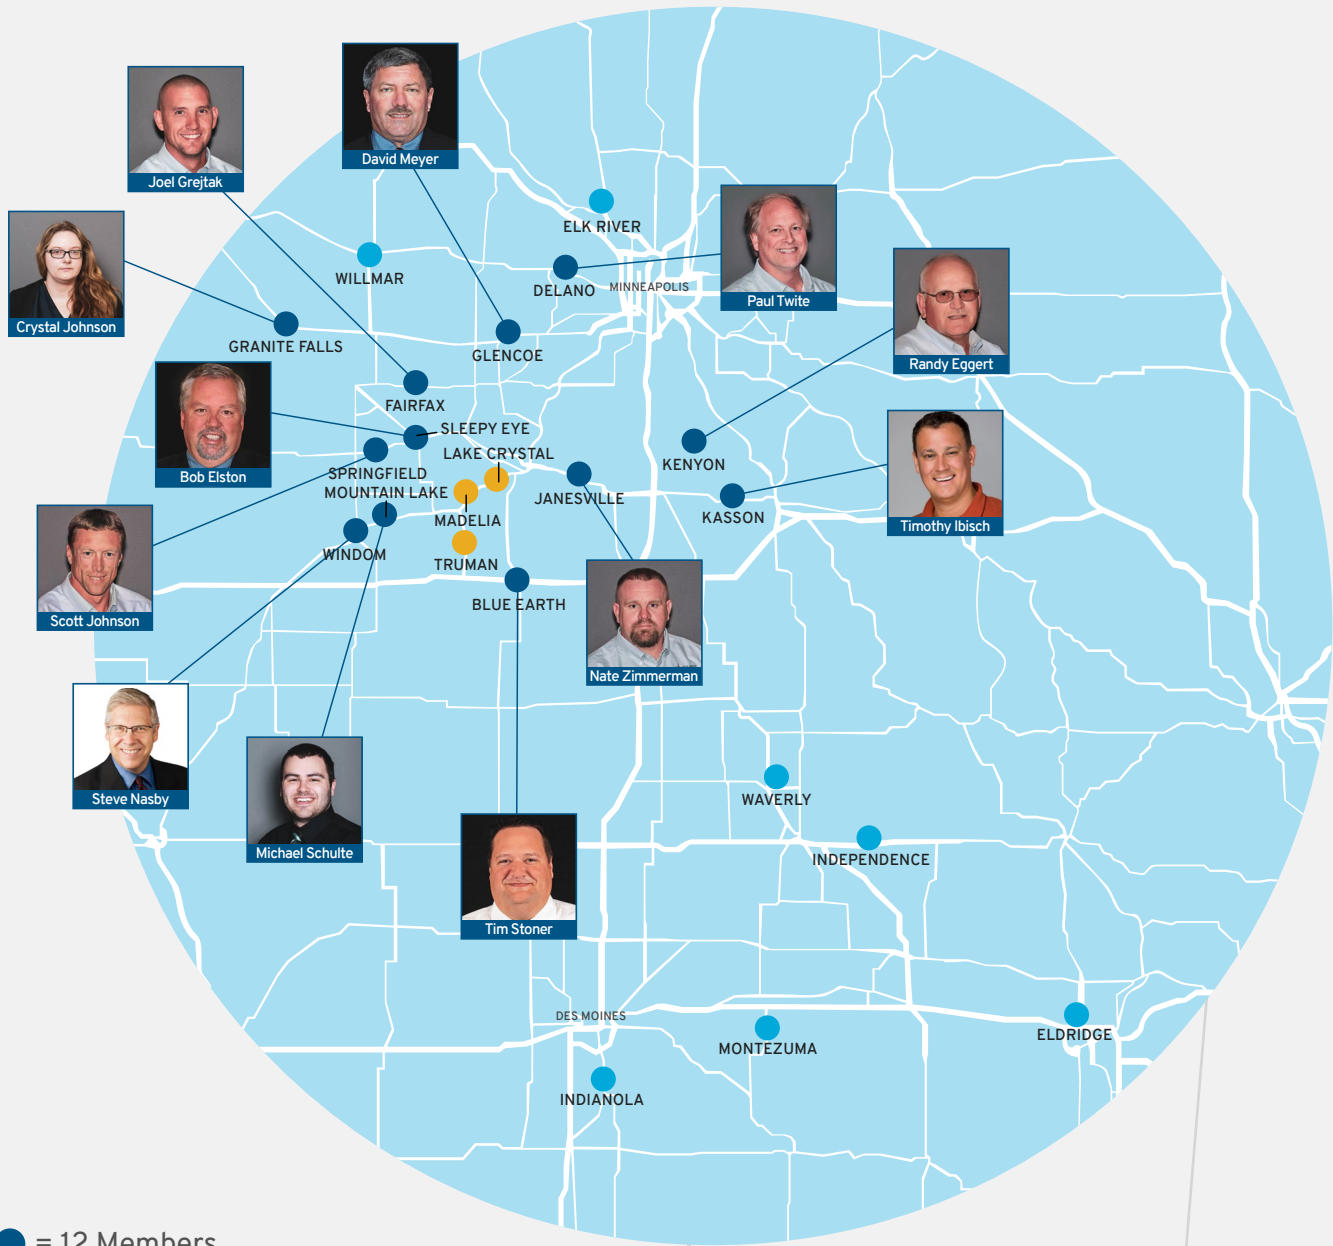 David Meyer
Joel Grejtak
ELK RIVER
Crystal Johnson
WILLMAR
DELANO
MINNEAPOLIS
Paul Twite
GRANITE FALLS
GLENCOE
Randy Eggert
FAIRFAX
SLEEPY EYE
LAKE CRYSTAL
Bob Elston
SPRINGFIELD
MOUNTAIN LAKE
KENYON
JANESVILLE
KASSON
MADELIA
Timothy Ibisch
WINDOM
TRUMAN
BLUE EARTH
Scott Johnson
Nate Zimmerman
Steve Nasby
WAVERLY
Michael Schulte
INDEPENDENCE
Tim Stoner
DES MOINES
ELDRIDGE
MONTEZUMA
INDIANOLA
= 12 Members